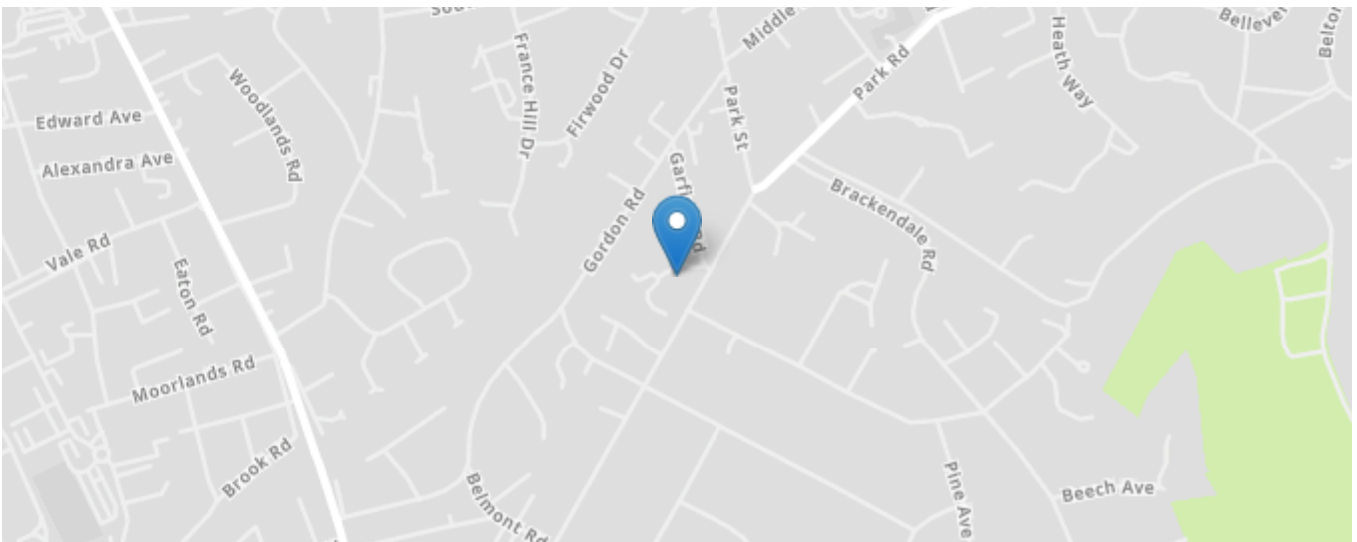 Middle
France Hill Dr
Firwood Dr
Heath Way
Park Rd
Woodlands Rd
Park St
Edward Ave
Alexandra Ave
Gordon Rd
Brackendale Rd
Vale Rd
Eaton Rd
Moorlands Rd
Brook Rd
Belmont Rd
Pine Ave
Beech Ave